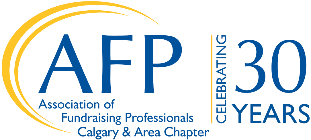 AFP
Association of
Fundraising Professionals
Calgary & Area Chapter
CELEBRATING
30
YEARS